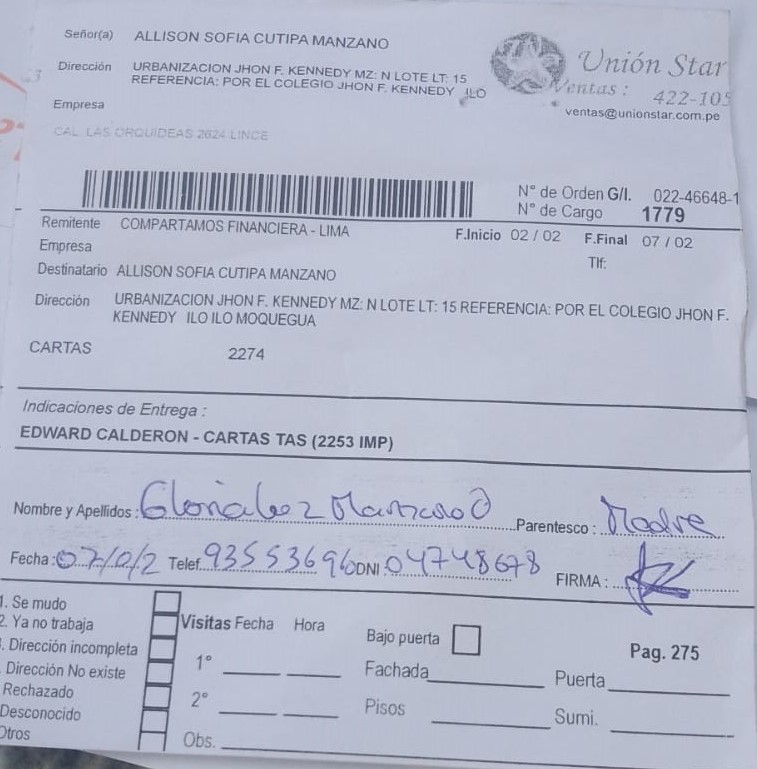 Señor(a) ALLISON SOFIA CUTIPA MANZANO
Dirección URBANIZACION JHON F. KENNEDY MZ: N LOTE LT: 15
REFERENCIA: POR EL COLEGIO JHON F. KENNEDY ILO
Empresa
CAL. LAS ORQUIDEAS 2624 LINCE
Unión Star
Ventas : 422-105
ventas@unionstar.com.pe
N° de Orden G/I. 022-46648-1
N° de Cargo 1779
Remitente COMPARTAMOS FINANCIERA - LIMA
F.Inicio 02 / 02 F.Final 07 / 02
Empresa
Tlf:
Destinatario ALLISON SOFIA CUTIPA MANZANO
Dirección URBANIZACION JHON F. KENNEDY MZ: N LOTE LT: 15 REFERENCIA: POR EL COLEGIO JHON F.
KENNEDY ILO ILO MOQUEGUA
CARTAS 2274
Indicaciones de Entrega :
EDWARD CALDERON - CARTAS TAS (2253 IMP)
Nombre y Apellidos : Gloria Manzano Parentesco : Madre
Fecha : 07/02 Telef. 93553696 DNI : 04748678 FIRMA :
1. Se mudo
2. Ya no trabaja
. Dirección incompleta
. Dirección No existe
Rechazado
Desconocido
Otros
Visitas Fecha Hora
1°
2°
Obs.
Bajo puerta
Fachada
Pisos
Pag. 275
Puerta
Sumi.